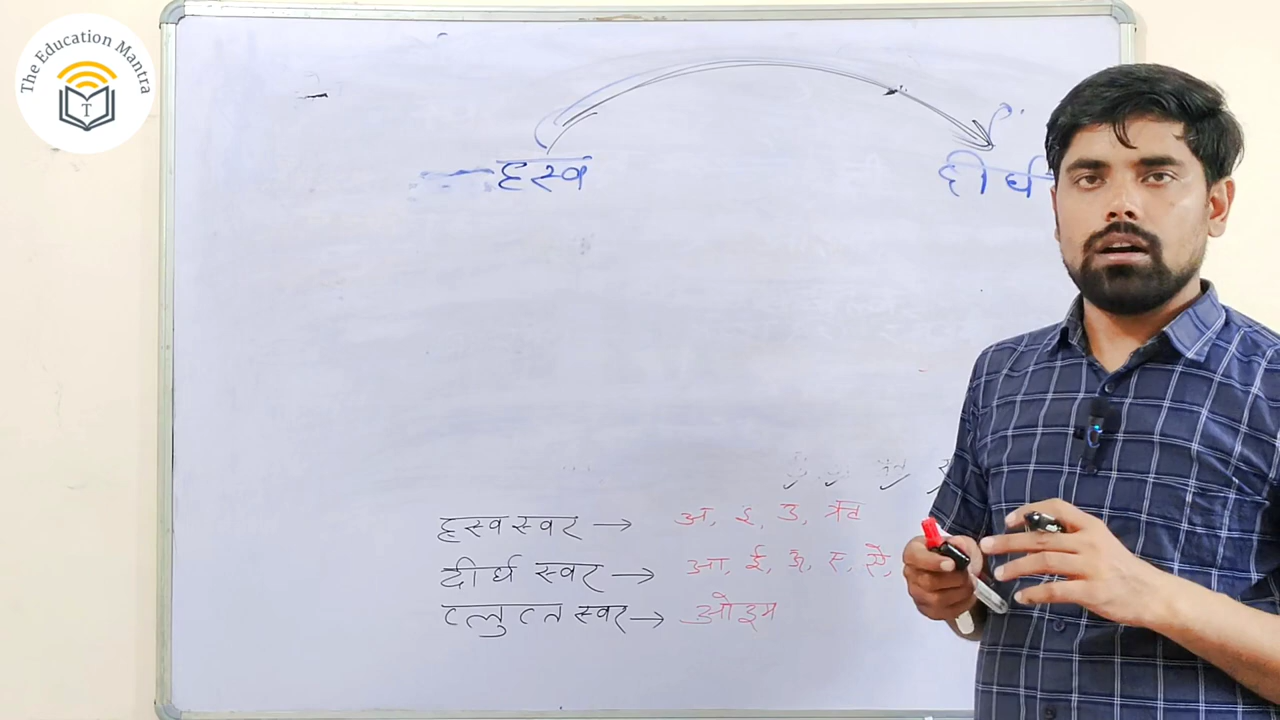 The Education Mantra
T
ह्रस्व दीर्घ
ह्रस्व स्वर → अ, इ, उ, ऋ
दीर्घ स्वर → आ, ई, ऊ, ए, ऐ,
प्लुप्त स्वर → ओ३म